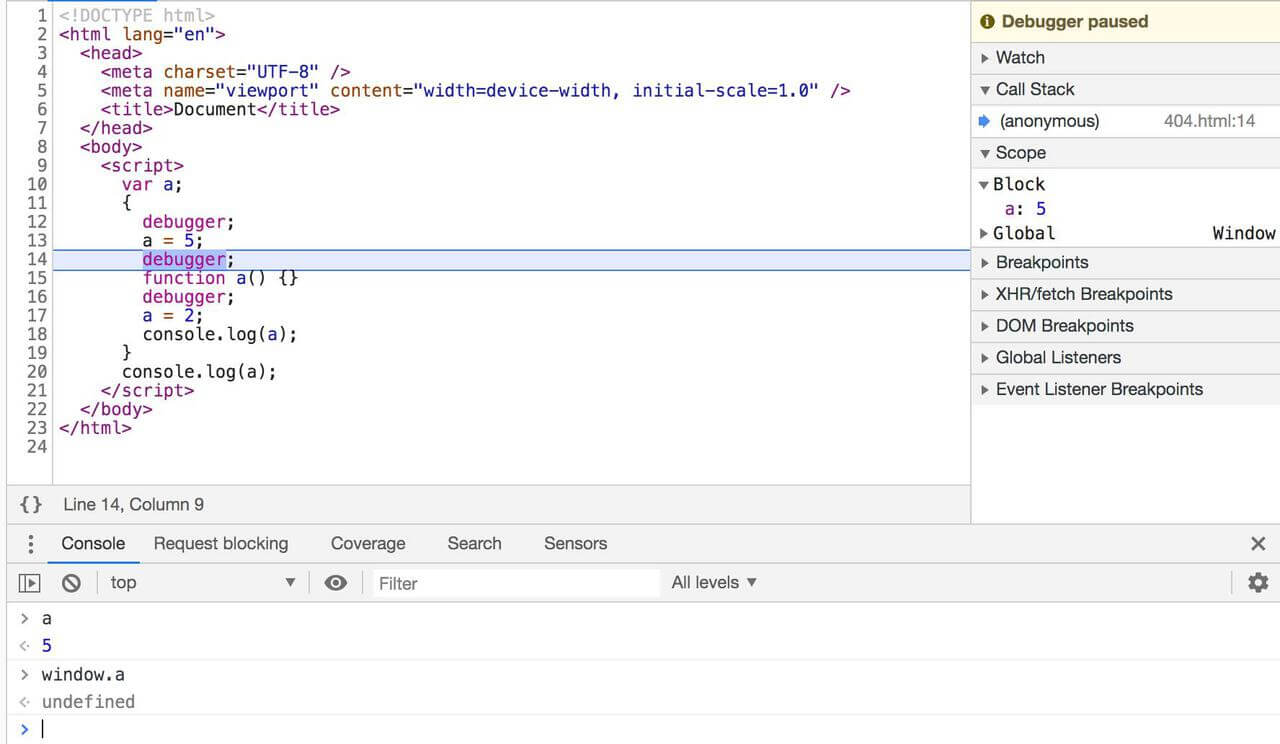 1 <!DOCTYPE html>
2 <html lang="en">
3   <head>
4     <meta charset="UTF-8" />
5     <meta name="viewport" content="width=device-width, initial-scale=1.0" />
6     <title>Document</title>
7   </head>
8   <body>
9     <script>
10       var a;
11       {
12         debugger;
13         a = 5;
14         debugger;
15         function a() {}
16         debugger;
17         a = 2;
18         console.log(a);
19       }
20       console.log(a);
21     </script>
22   </body>
23 </html>
24
{} Line 14, Column 9
Debugger paused
Watch
Call Stack
(anonymous) 404.html:14
Scope
Block
a: 5
Global Window
Breakpoints
XHR/fetch Breakpoints
DOM Breakpoints
Global Listeners
Event Listener Breakpoints
Console Request blocking Coverage Search Sensors
top Filter All levels
> a
5
> window.a
undefined
>